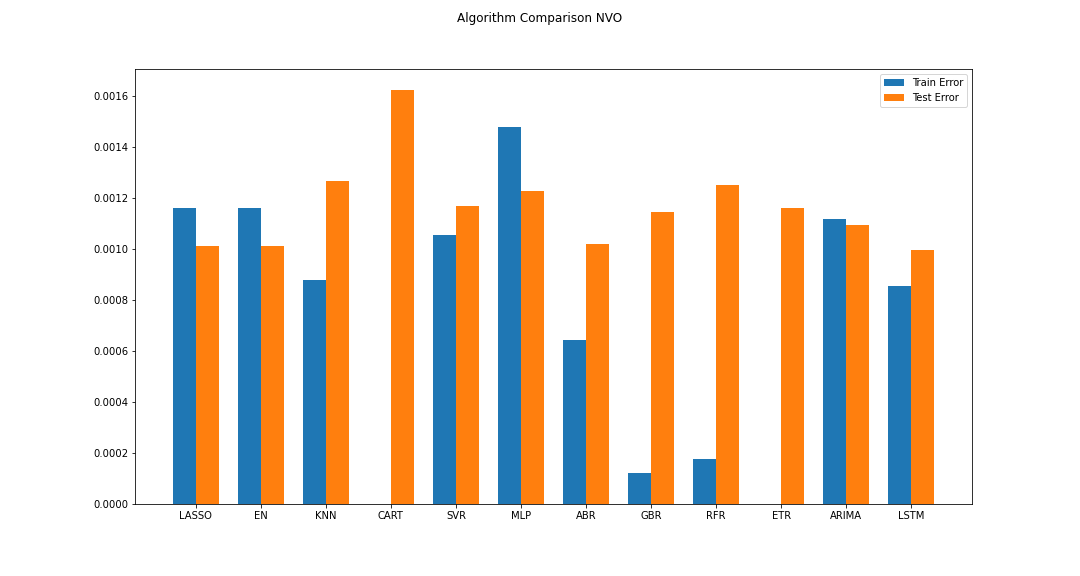 Algorithm Comparison NVO
Train Error
Test Error
0.0016
0.0014
0.0012
0.0010
0.0008
0.0006
0.0004
0.0002
0.0000
LASSO EN KNN CART SVR MLP ABR GBR RFR ETR ARIMA LSTM